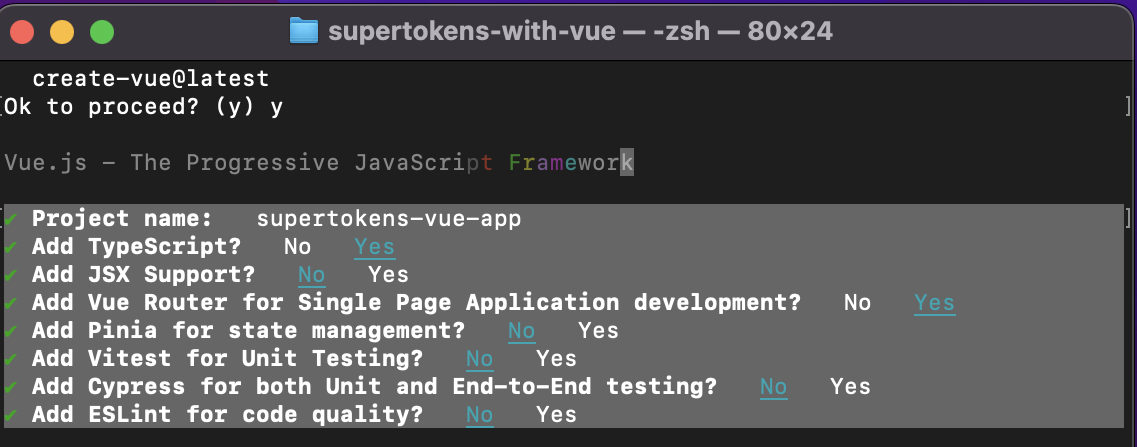 supertokens-with-vue — -zsh — 80×24
create-vue@latest
[Ok to proceed? (y) y ]
Vue.js - The Progressive JavaScript Framework
[✔ Project name: supertokens-vue-app ]
✔ Add TypeScript? No Yes
✔ Add JSX Support? No Yes
✔ Add Vue Router for Single Page Application development? No Yes
✔ Add Pinia for state management? No Yes
✔ Add Vitest for Unit Testing? No Yes
✔ Add Cypress for both Unit and End-to-End testing? No Yes
✔ Add ESLint for code quality? No Yes